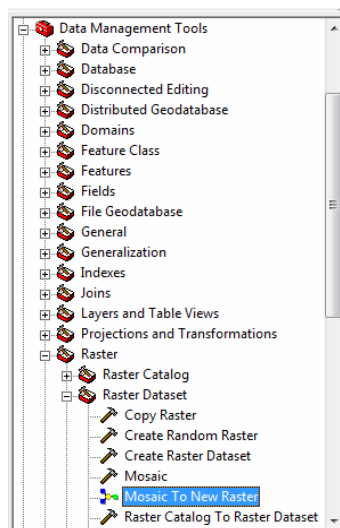 Data Management Tools
Data Comparison
Database
Disconnected Editing
Distributed Geodatabase
Domains
Feature Class
Features
Fields
File Geodatabase
General
Generalization
Indexes
Joins
Layers and Table Views
Projections and Transformations
Raster
Raster Catalog
Raster Dataset
Copy Raster
Create Random Raster
Create Raster Dataset
Mosaic
Mosaic To New Raster
Raster Catalog To Raster Dataset